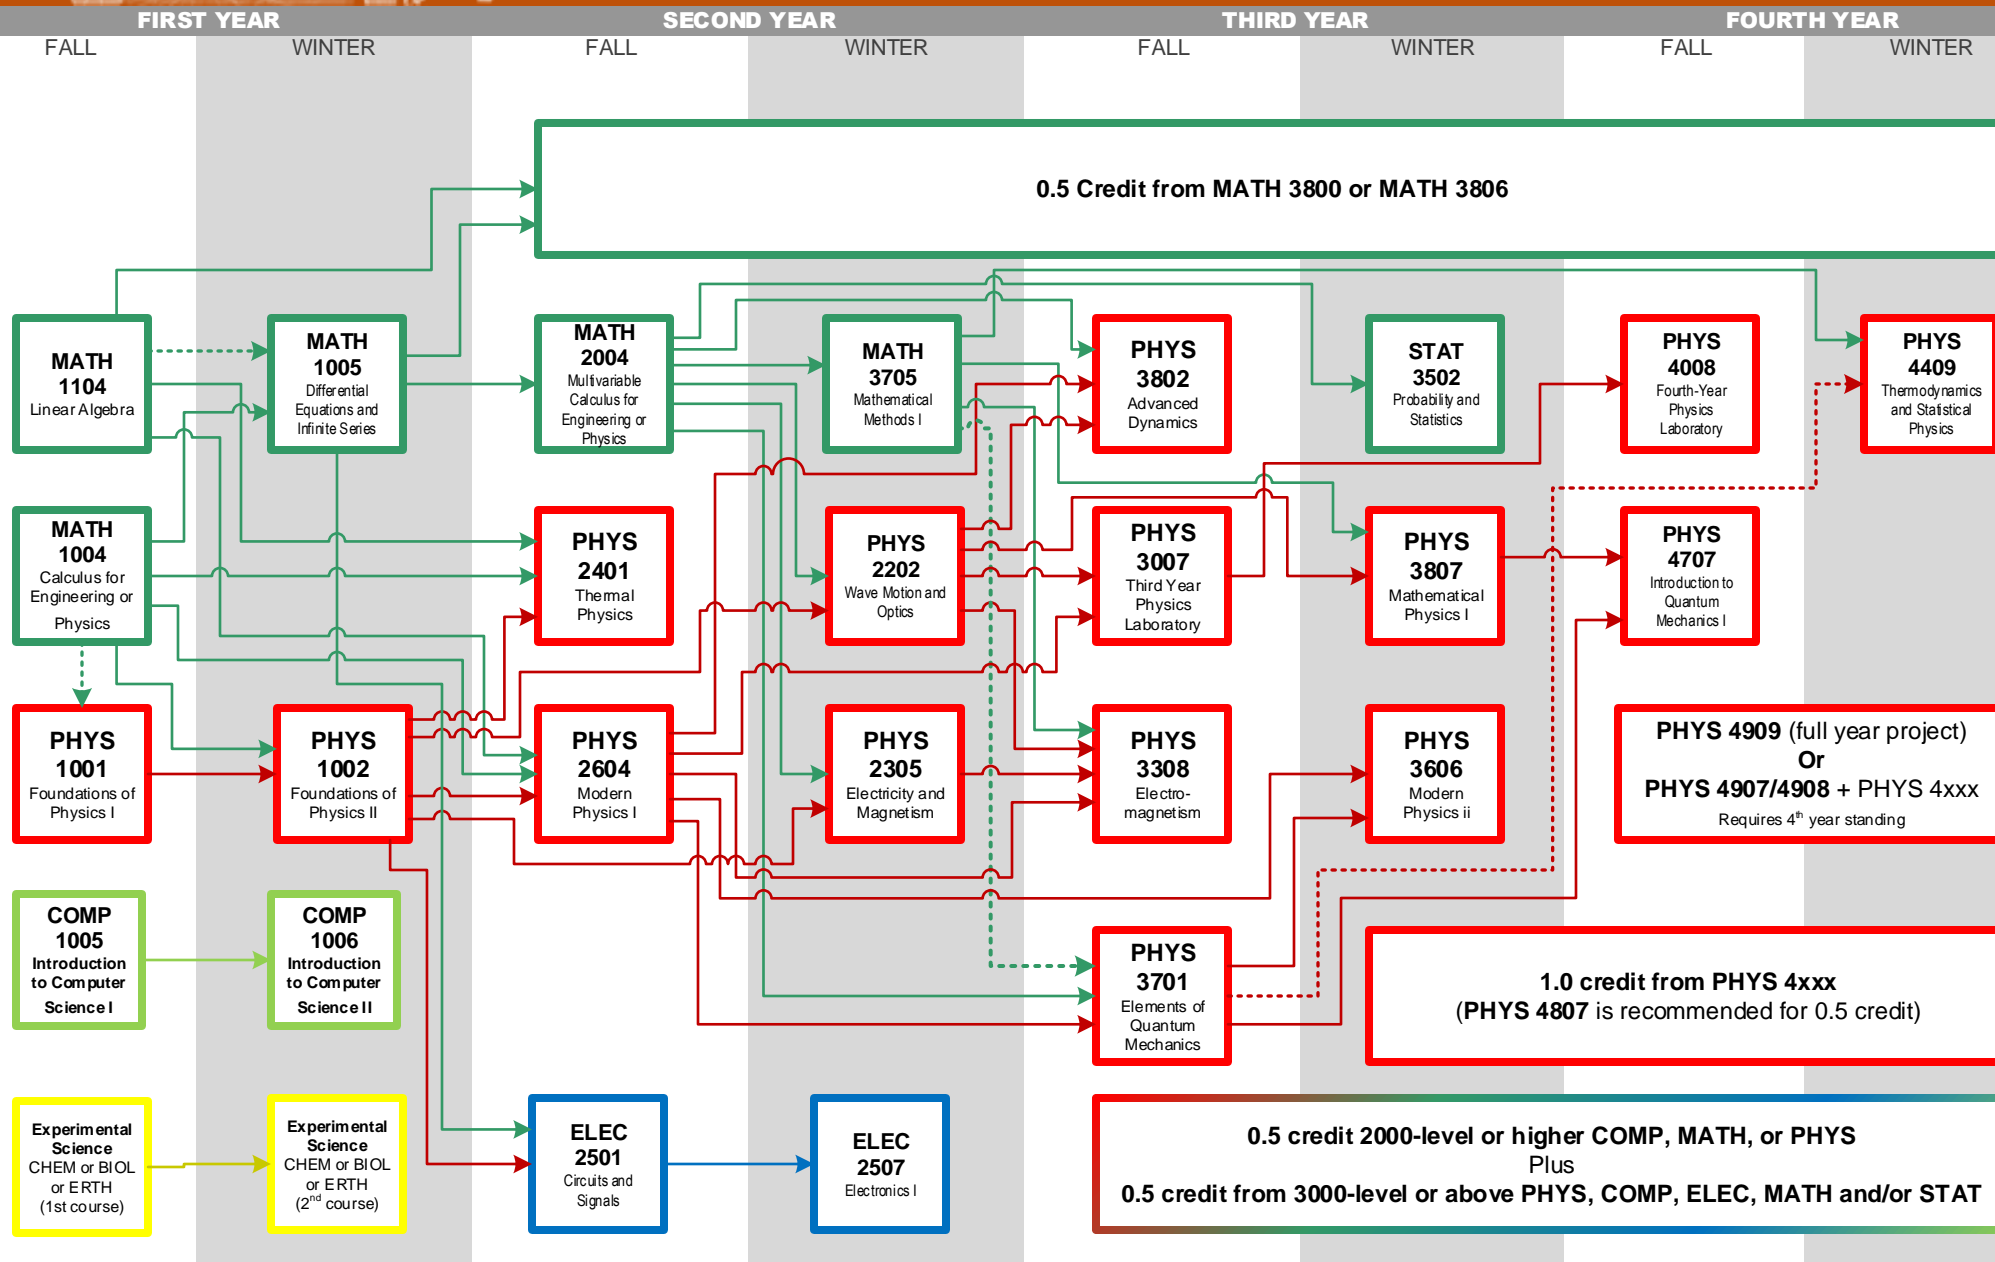 FIRST YEAR
SECOND YEAR
THIRD YEAR
FOURTH YEAR
FALL
WINTER
FALL
WINTER
FALL
WINTER
FALL
WINTER
0.5 Credit from MATH 3800 or MATH 3806
MATH
1104
Linear Algebra
MATH
1005
Differential
Equations and
Infinite Series
MATH
2004
Multivariable
Calculus for
Engineering or
Physics
MATH
3705
Mathematical
Methods I
PHYS
3802
Advanced
Dynamics
STAT
3502
Probability and
Statistics
PHYS
4008
Fourth-Year
Physics
Laboratory
PHYS
4409
Thermodynamics
and Statistical
Physics
MATH
1004
Calculus for
Engineering or
Physics
PHYS
2401
Thermal
Physics
PHYS
2202
Wave Motion and
Optics
PHYS
3007
Third Year
Physics
Laboratory
PHYS
3807
Mathematical
Physics I
PHYS
4707
Introduction to
Quantum
Mechanics I
PHYS
1001
Foundations of
Physics I
PHYS
1002
Foundations of
Physics II
PHYS
2604
Modern
Physics I
PHYS
2305
Electricity and
Magnetism
PHYS
3308
Electro-
magnetism
PHYS
3606
Modern
Physics ii
PHYS 4909 (full year project)
Or
PHYS 4907/4908 + PHYS 4xxx
Requires 4th year standing
COMP
1005
Introduction
to Computer
Science I
COMP
1006
Introduction
to Computer
Science II
PHYS
3701
Elements of
Quantum
Mechanics
1.0 credit from PHYS 4xxx
(PHYS 4807 is recommended for 0.5 credit)
Experimental
Science
CHEM or BIOL
or ERTH
(1st course)
Experimental
Science
CHEM or BIOL
or ERTH
(2nd course)
ELEC
2501
Circuits and
Signals
ELEC
2507
Electronics I
0.5 credit 2000-level or higher COMP, MATH, or PHYS
Plus
0.5 credit from 3000-level or above PHYS, COMP, ELEC, MATH and/or STAT